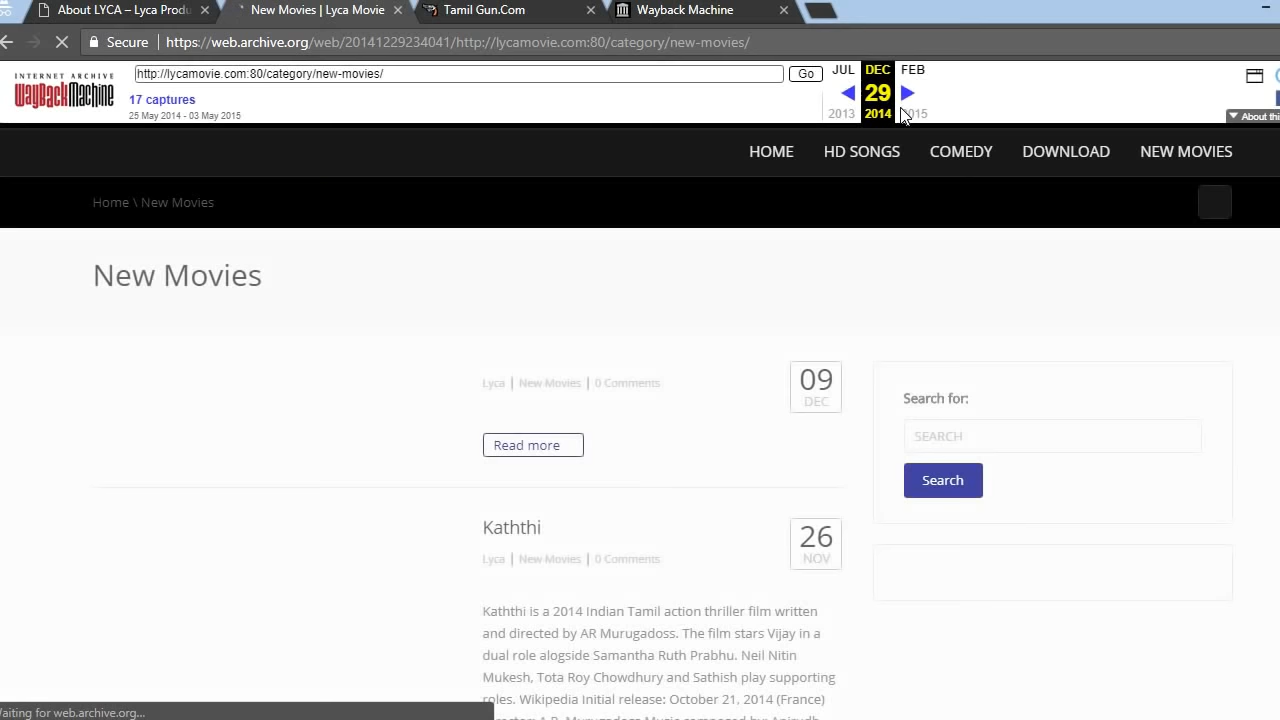 About LYCA – Lyca Produ
New Movies | Lyca Movie
Tamil Gun.Com
Wayback Machine
Secure
https://web.archive.org/web/20141229234041/http://lycamovie.com:80/category/new-movies/
INTERNET ARCHIVE
WayBackMachine
http://lycamovie.com:80/category/new-movies/
Go
JUL DEC FEB
17 captures
29
25 May 2014 - 03 May 2015
2013 2014 2015
About thi
HOME HD SONGS COMEDY DOWNLOAD NEW MOVIES
Home \ New Movies
New Movies
Lyca | New Movies | 0 Comments
09
DEC
Read more
Search for:
SEARCH
Search
Kaththi
Lyca | New Movies | 0 Comments
26
NOV
Kaththi is a 2014 Indian Tamil action thriller film written
and directed by AR Murugadoss. The film stars Vijay in a
dual role alongside Samantha Ruth Prabhu. Neil Nitin
Mukesh, Tota Roy Chowdhury and Sathish play supporting
roles. Wikipedia Initial release: October 21, 2014 (France)
Waiting for web.archive.org...